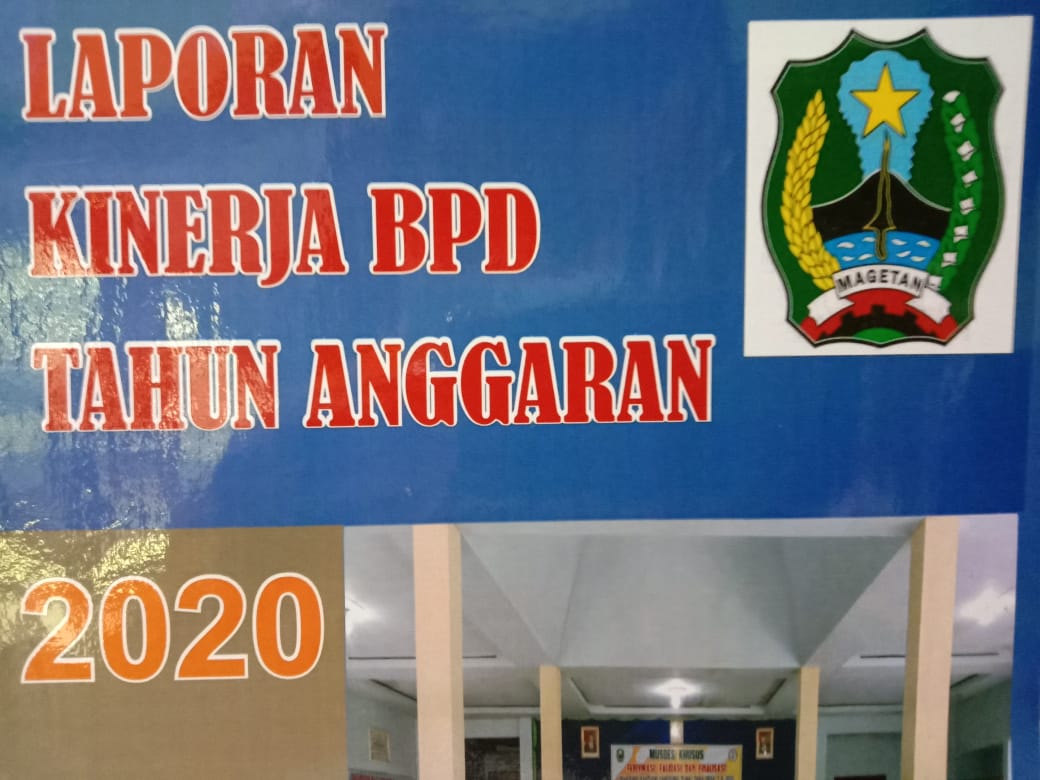 LAPORAN
KINERJA BPD
TAHUN ANGGARAN
MAGETAN
2020
MUSDES KHUSUS